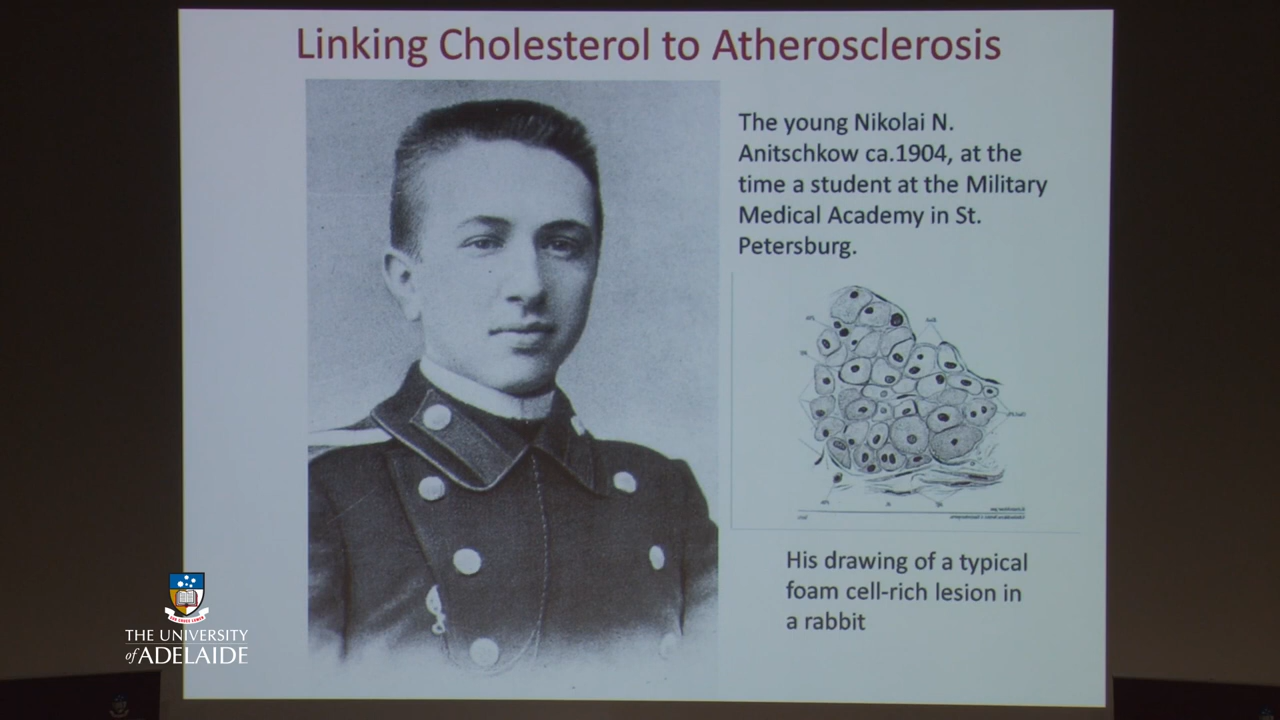 Linking Cholesterol to Atherosclerosis
The young Nikolai N.
Anitschkow ca.1904, at the
time a student at the Military
Medical Academy in St.
Petersburg.
His drawing of a typical
foam cell-rich lesion in
a rabbit
THE UNIVERSITY
of ADELAIDE